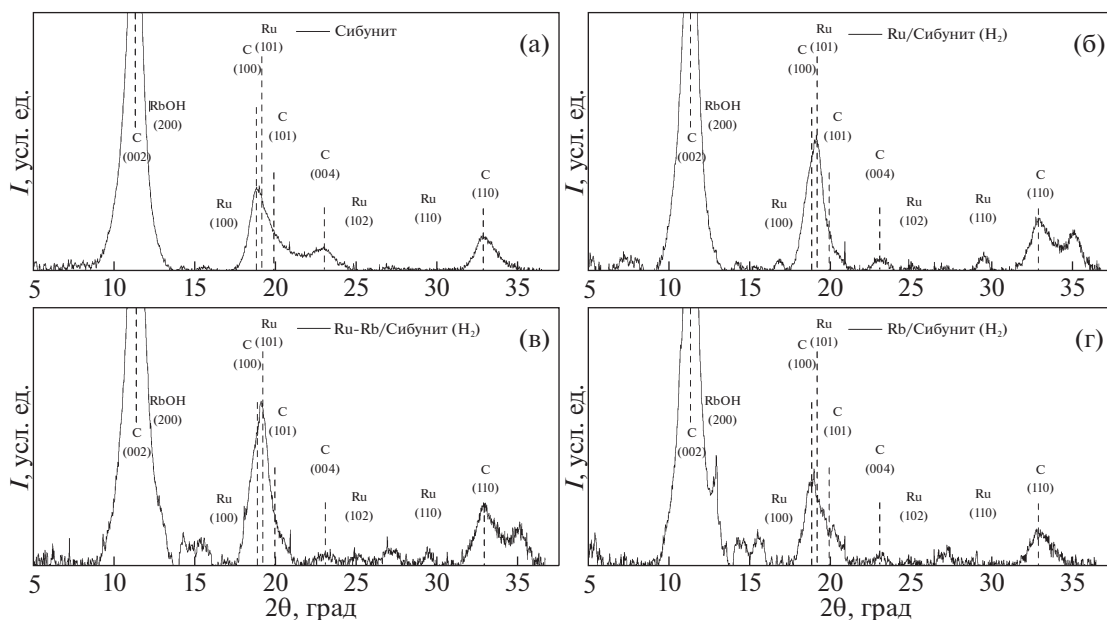 Сибунит
(а)
Ru
(101)
C
(100)
RbOH
(200)
C
(002)
C
(101)
C
(004)
C
(110)
Ru
(100)
Ru
(102)
Ru
(110)
I, усл. ед.
5 10 15 20 25 30 35
Ru/Сибунит (H₂)
(б)
Ru
(101)
C
(100)
RbOH
(200)
C
(002)
C
(101)
C
(004)
C
(110)
Ru
(100)
Ru
(102)
Ru
(110)
I, усл. ед.
5 10 15 20 25 30 35
Ru-Rb/Сибунит (H₂)
(в)
Ru
(101)
C
(100)
RbOH
(200)
C
(002)
C
(101)
C
(004)
C
(110)
Ru
(100)
Ru
(102)
Ru
(110)
I, усл. ед.
5 10 15 20 25 30 35
2θ, град
Rb/Сибунит (H₂)
(г)
Ru
(101)
C
(100)
RbOH
(200)
C
(002)
C
(101)
C
(004)
C
(110)
Ru
(100)
Ru
(102)
Ru
(110)
I, усл. ед.
5 10 15 20 25 30 35
2θ, град